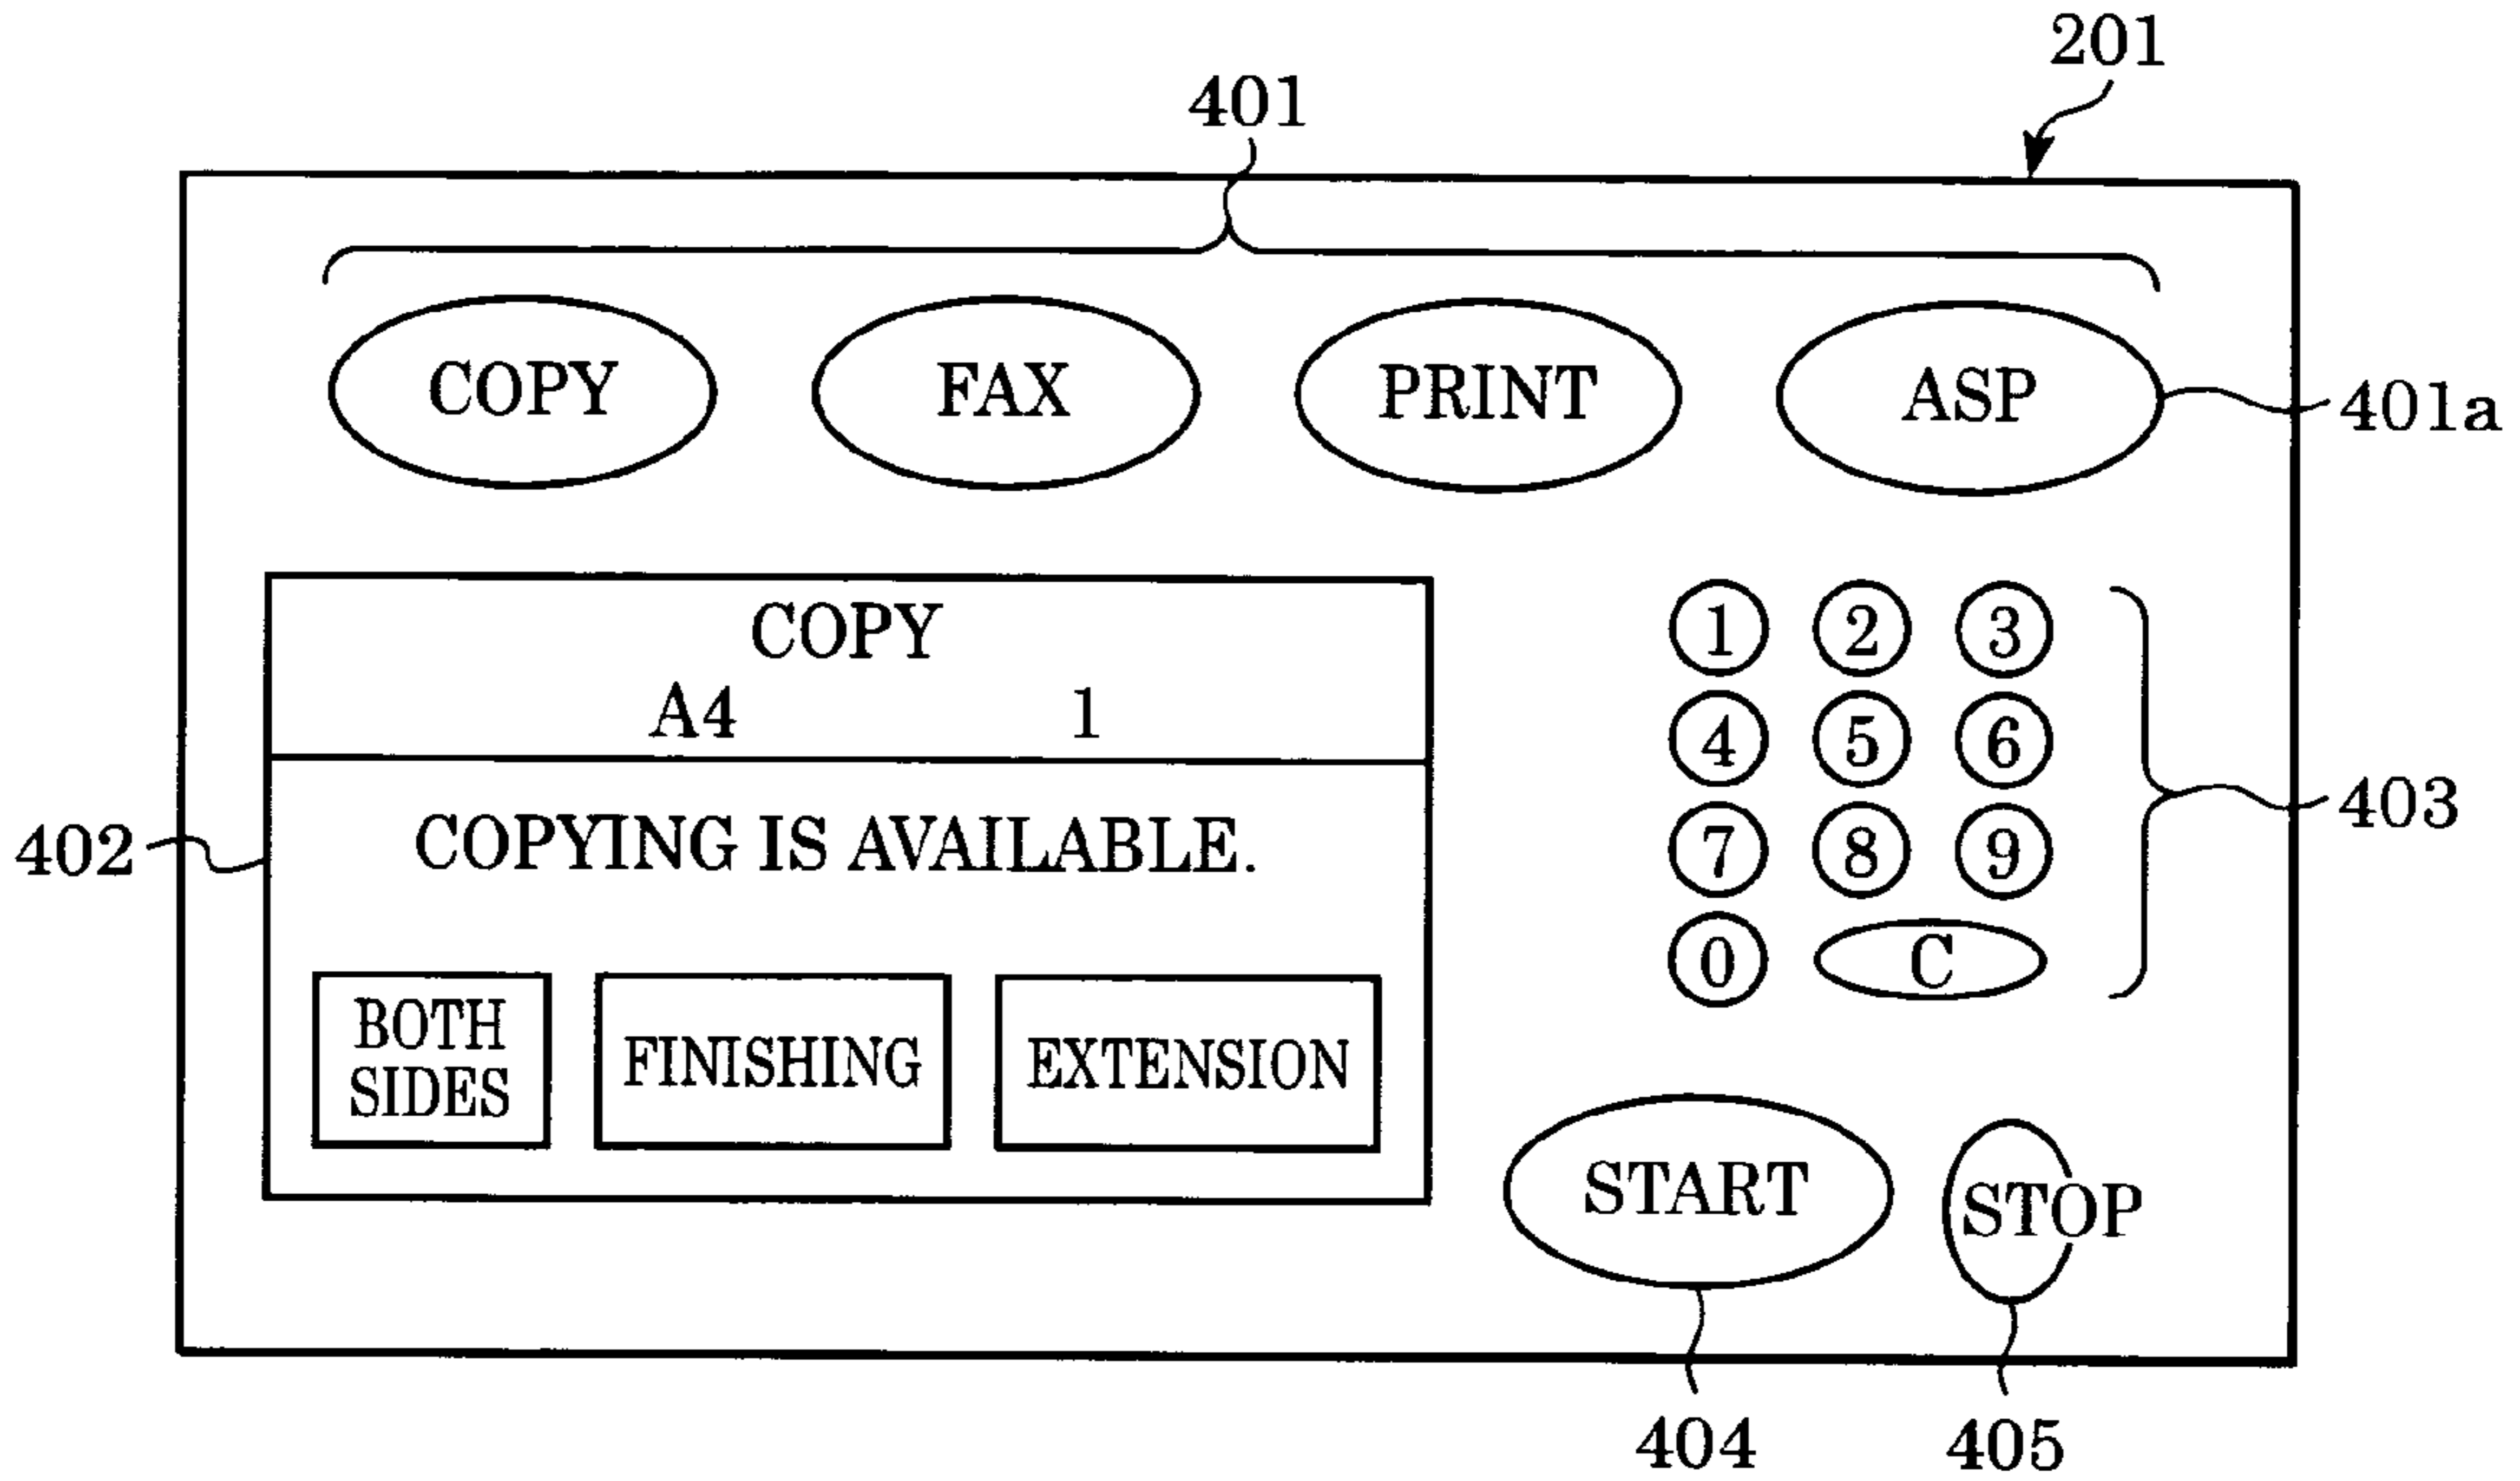 201
401
COPY FAX PRINT ASP
401a
COPY
A4 1
COPYING IS AVAILABLE.
402
BOTH SIDES
FINISHING
EXTENSION
1 2 3
4 5 6
7 8 9
0 C
403
START
STOP
404
405